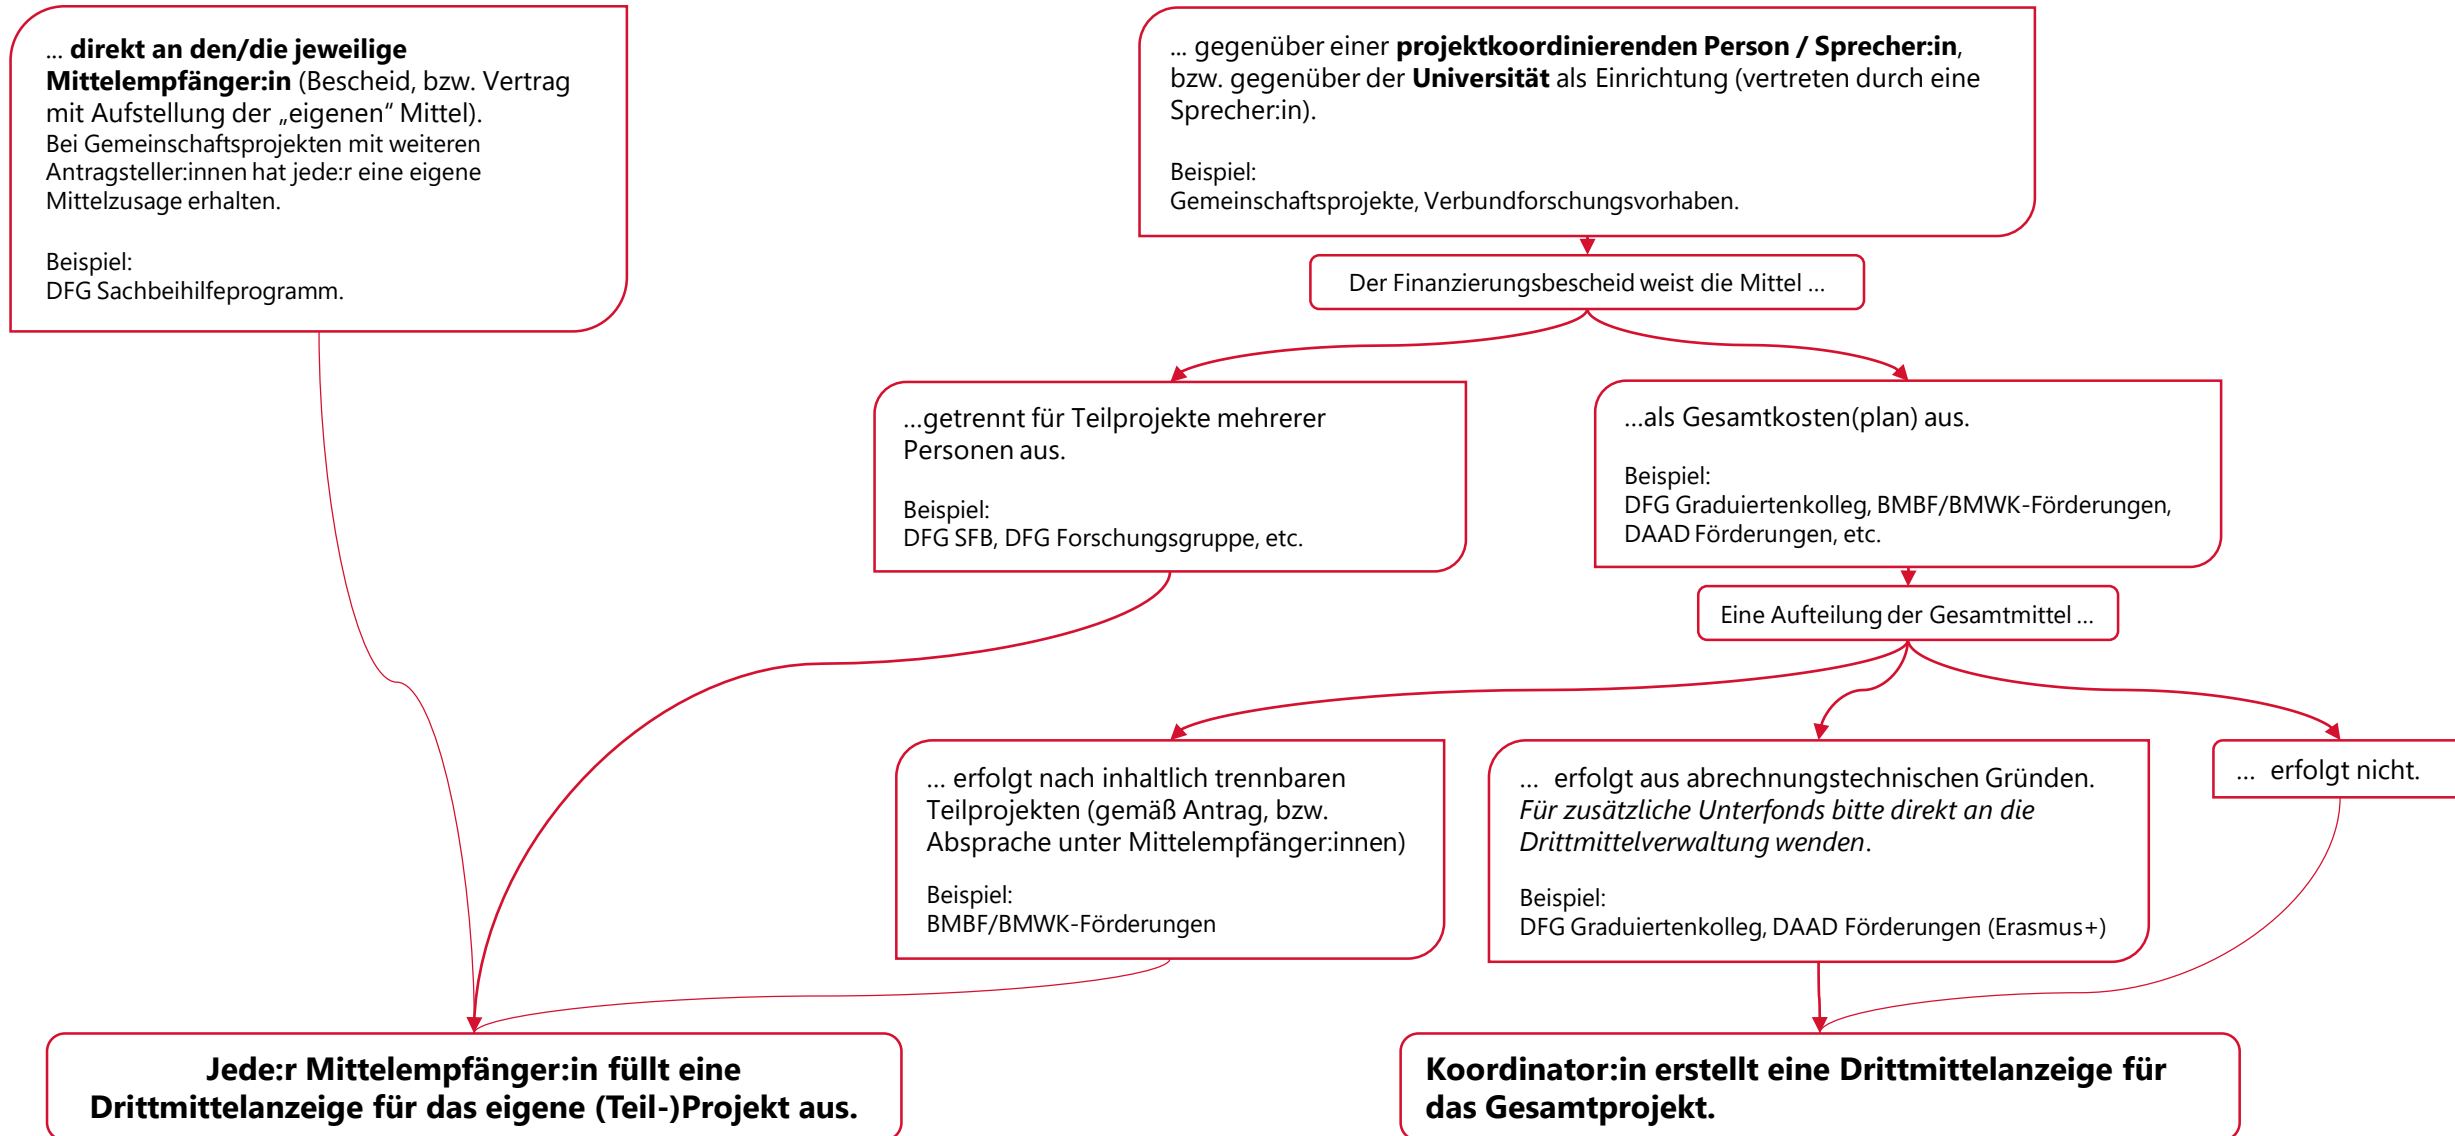 ... direkt an den/die jeweilige
Mittelempfänger:in (Bescheid, bzw. Vertrag
mit Aufstellung der „eigenen“ Mittel).
Bei Gemeinschaftsprojekten mit weiteren
Antragsteller:innen hat jede:r eine eigene
Mittelzusage erhalten.
Beispiel:
DFG Sachbeihilfeprogramm.
... gegenüber einer projektkoordinierenden Person / Sprecher:in,
bzw. gegenüber der Universität als Einrichtung (vertreten durch eine
Sprecher:in).
Beispiel:
Gemeinschaftsprojekte, Verbundforschungsvorhaben.
Der Finanzierungsbescheid weist die Mittel ...
...getrennt für Teilprojekte mehrerer
Personen aus.
Beispiel:
DFG SFB, DFG Forschungsgruppe, etc.
...als Gesamtkosten(plan) aus.
Beispiel:
DFG Graduiertenkolleg, BMBF/BMWK-Förderungen,
DAAD Förderungen, etc.
Eine Aufteilung der Gesamtmittel ...
... erfolgt nach inhaltlich trennbaren
Teilprojekten (gemäß Antrag, bzw.
Absprache unter Mittelempfänger:innen)
Beispiel:
BMBF/BMWK-Förderungen
... erfolgt aus abrechnungstechnischen Gründen.
Für zusätzliche Unterfonds bitte direkt an die
Drittmittelverwaltung wenden.
Beispiel:
DFG Graduiertenkolleg, DAAD Förderungen (Erasmus+)
... erfolgt nicht.
Jede:r Mittelempfänger:in füllt eine
Drittmittelanzeige für das eigene (Teil-)Projekt aus.
Koordinator:in erstellt eine Drittmittelanzeige für
das Gesamtprojekt.